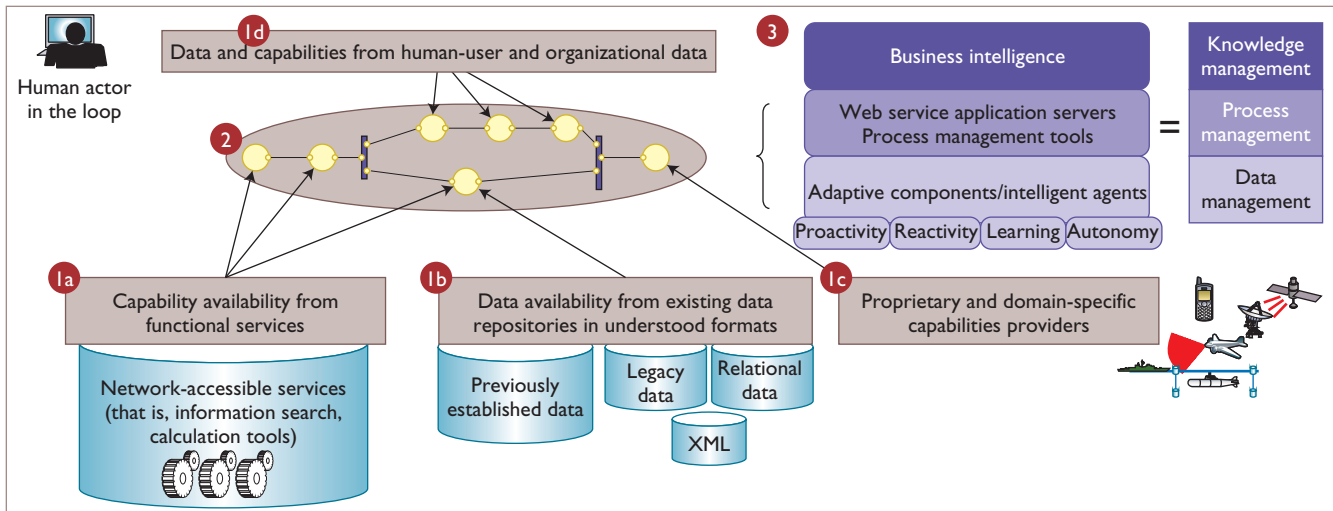 1d
Data and capabilities from human-user and organizational data
Human actor
in the loop
2
3
Business intelligence
Web service application servers
Process management tools
Adaptive components/intelligent agents
Proactivity
Reactivity
Learning
Autonomy
=
Knowledge
management
Process
management
Data
management
1a
Capability availability from
functional services
Network-accessible services
(that is, information search,
calculation tools)
1b
Data availability from existing data
repositories in understood formats
Previously
established data
Legacy
data
Relational
data
XML
1c
Proprietary and domain-specific
capabilities providers